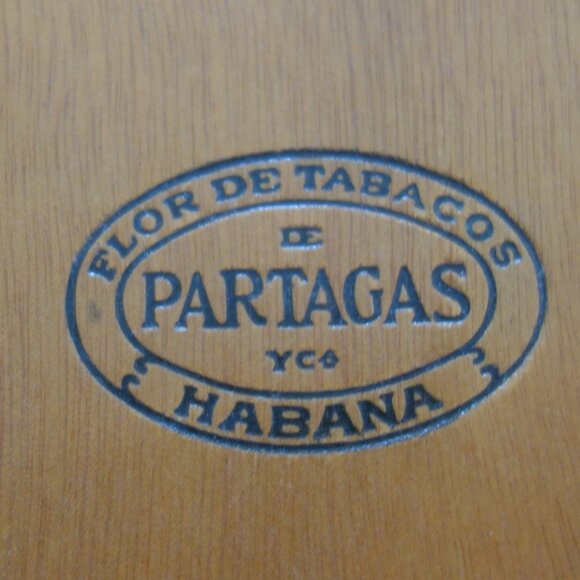 FLOR DE TABACOS
DE
PARTAGAS
Y Cº
HABANA